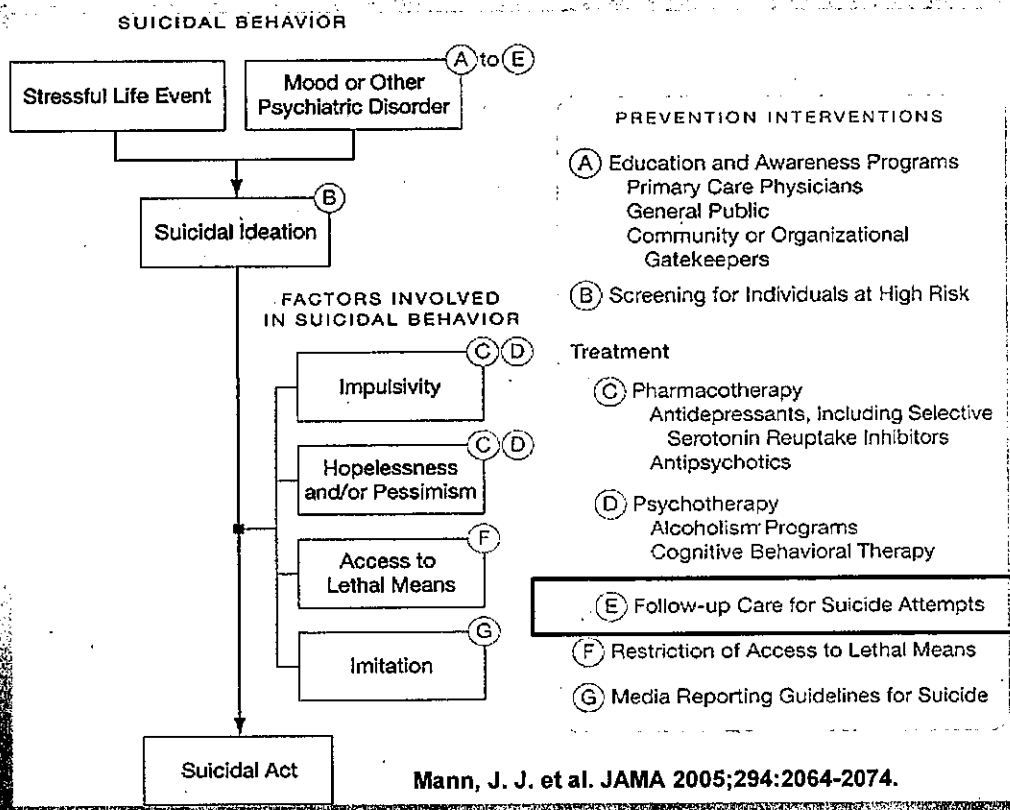 SUICIDAL BEHAVIOR
Stressful Life Event
Mood or Other
Psychiatric Disorder
A to E
Suicidal Ideation
B
FACTORS INVOLVED
IN SUICIDAL BEHAVIOR
Impulsivity
C D
Hopelessness
and/or Pessimism
C D
Access to
Lethal Means
F
Imitation
G
Suicidal Act
PREVENTION INTERVENTIONS
A Education and Awareness Programs
Primary Care Physicians
General Public
Community or Organizational
Gatekeepers
B Screening for Individuals at High Risk
Treatment
C Pharmacotherapy
Antidepressants, Including Selective
Serotonin Reuptake Inhibitors
Antipsychotics
D Psychotherapy
Alcoholism Programs
Cognitive Behavioral Therapy
E Follow-up Care for Suicide Attempts
F Restriction of Access to Lethal Means
G Media Reporting Guidelines for Suicide
Mann, J. J. et al. JAMA 2005;294:2064-2074.